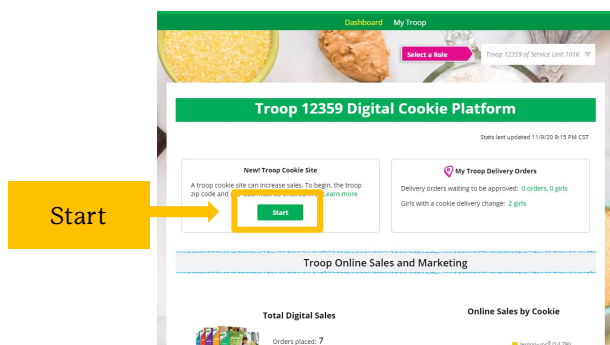 Dashboard My Troop
Select a Role
Troop 12359 of Service Unit 1016
Troop 12359 Digital Cookie Platform
Stats last updated 11/9/20 9:15 PM CST
New! Troop Cookie Site
A troop cookie site can increase sales. To begin, the troop
zip code and Learn more
Start
Start
My Troop Delivery Orders
Delivery orders waiting to be approved: 0 orders, 0 girls
Girls with a cookie delivery change: 2 girls
Troop Online Sales and Marketing
Total Digital Sales
Orders placed: 7
Online Sales by Cookie